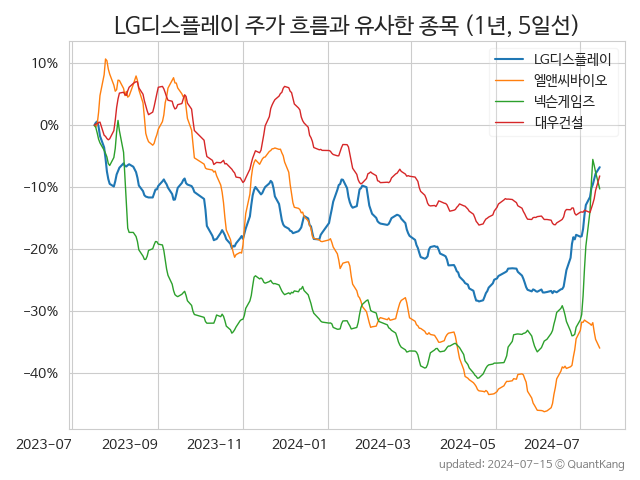 LG디스플레이 주가 흐름과 유사한 종목 (1년, 5일선)
LG디스플레이
엘앤씨바이오
넥슨게임즈
대우건설
10%
0%
−10%
−20%
−30%
−40%
2023-07 2023-09 2023-11 2024-01 2024-03 2024-05 2024-07
updated: 2024-07-15 © QuantKang